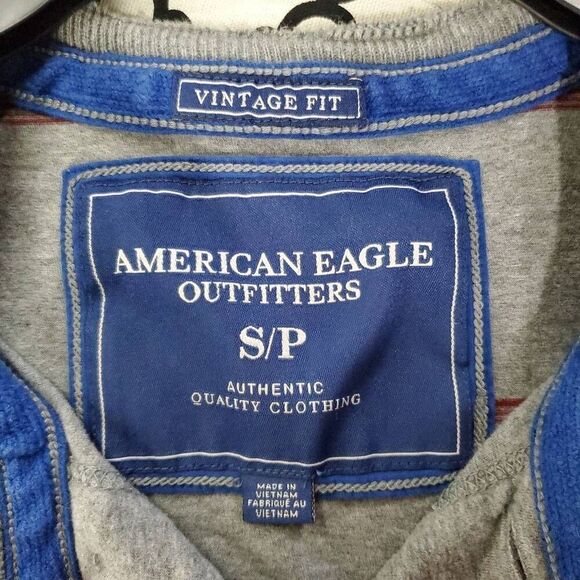 VINTAGE FIT
AMERICAN EAGLE
OUTFITTERS
S/P
AUTHENTIC
QUALITY CLOTHING
MADE IN
VIETNAM
FABRIQUÉ AU
VIETNAM